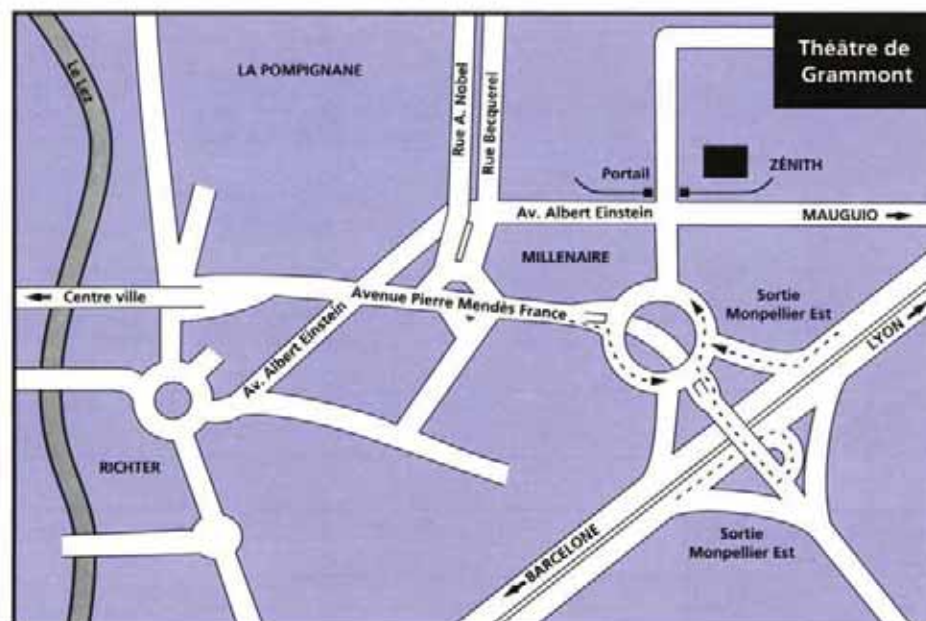 Théâtre de
Grammont
Le Lez
LA POMPIGNANE
Rue A. Nobel
Rue Becquerel
Portail
ZÉNITH
Av. Albert Einstein
MAUGUIO
MILLENAIRE
Centre ville
Avenue Pierre Mendès France
Sortie
Monpellier Est
LYON
Av. Albert Einstein
RICHTER
Sortie
Monpellier Est
BARCELONE